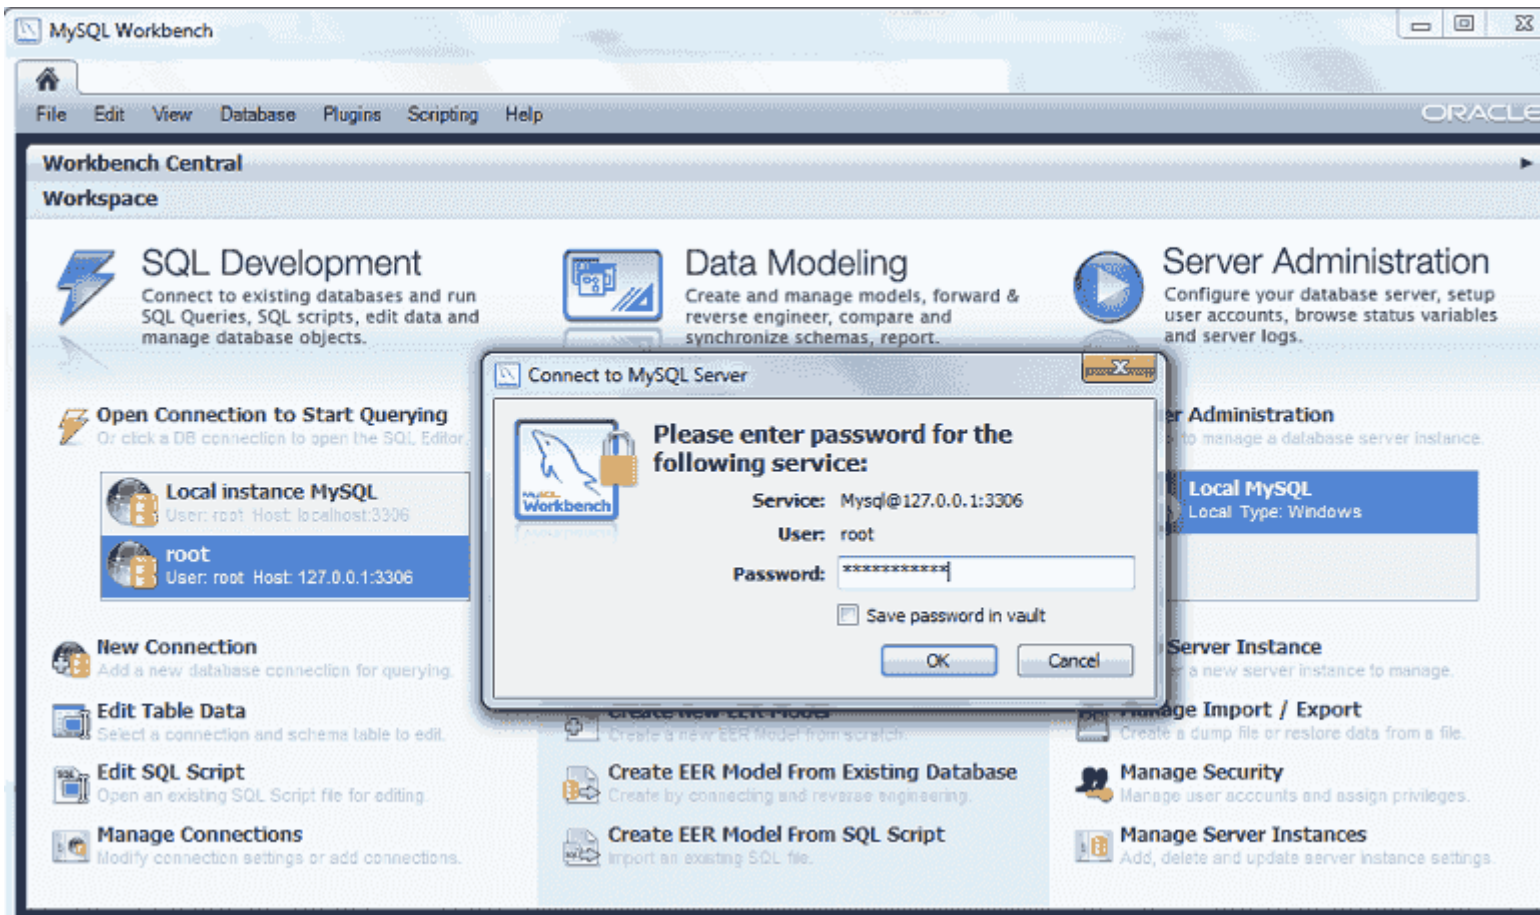 MySQL Workbench
File Edit View Database Plugins Scripting Help
ORACLE
Workbench Central
Workspace
SQL Development
Connect to existing databases and run
SQL Queries, SQL scripts, edit data and
manage database objects.
Data Modeling
Create and manage models, forward &
reverse engineer, compare and
synchronize schemas, report.
Server Administration
Configure your database server, setup
user accounts, browse status variables
and server logs.
Open Connection to Start Querying
Or click a DB connection to open the SQL Editor.
Local instance MySQL
User: root Host: localhost:3306
root
User: root Host: 127.0.0.1:3306
New Connection
Add a new database connection for querying.
Edit Table Data
Select a connection and schema table to edit.
Edit SQL Script
Open an existing SQL Script file for editing.
Manage Connections
Modify connection settings or add connections.
Connect to MySQL Server
MySQL
Workbench
Please enter password for the
following service:
Service: Mysql@127.0.0.1:3306
User: root
Password: ***********
Save password in vault
OK Cancel
Create New EER Model
Create a new EER Model from scratch.
Create EER Model From Existing Database
Create by connecting and reverse engineering.
Create EER Model From SQL Script
Import an existing SQL file.
Administration
to manage a database server instance.
Local MySQL
Local Type: Windows
Server Instance
a new server instance to manage.
Manage Import / Export
Create a dump file or restore data from a file.
Manage Security
Manage user accounts and assign privileges.
Manage Server Instances
Add, delete and update server instance settings.